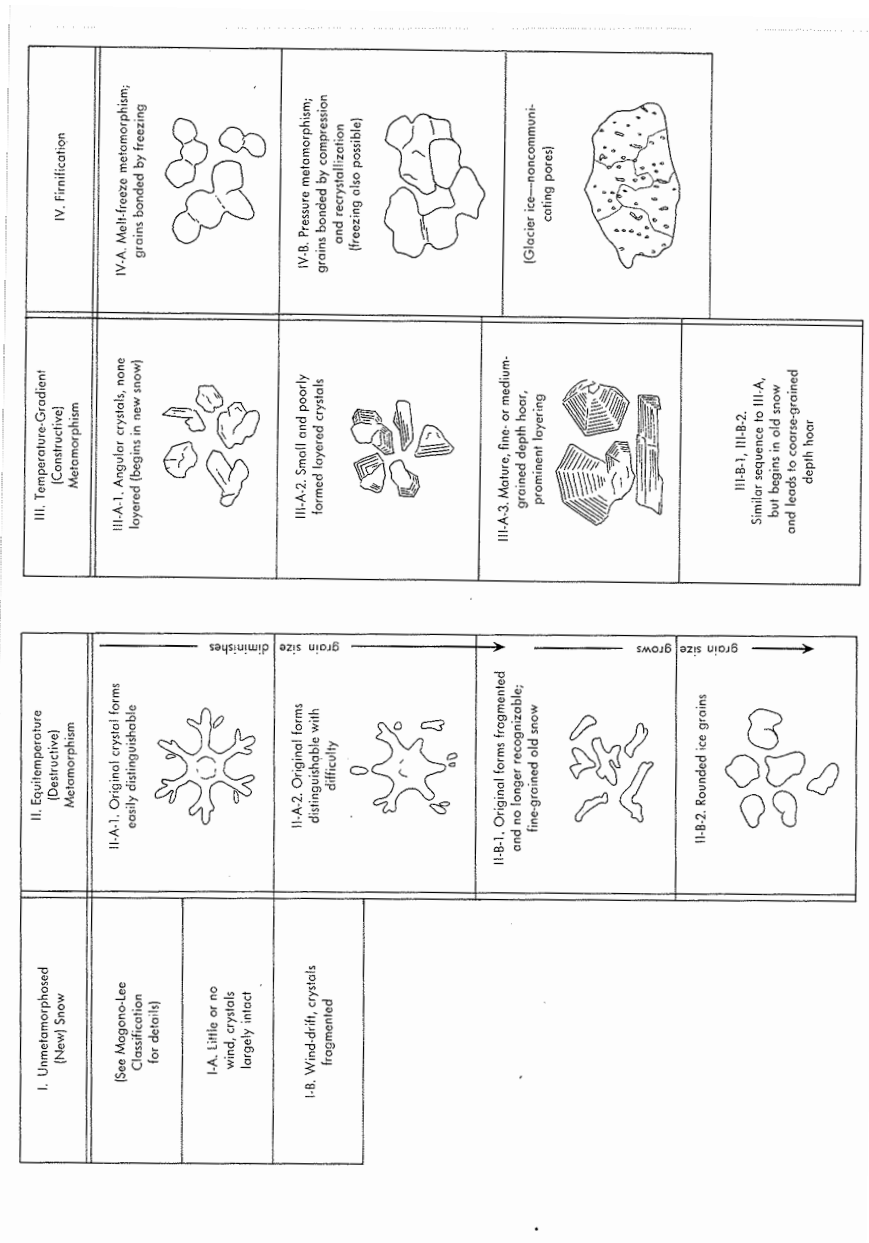 I. Unmetamorphosed
(New) Snow
(See Magono-Lee
Classification
for details)
I-A. Little or no
wind, crystals
largely intact
I-B. Wind-drift, crystals
fragmented
II. Equitemperature
(Destructive)
Metamorphism
II-A-1. Original crystal forms
easily distinguishable
II-A-2. Original forms
distinguishable with
difficulty
II-B-1. Original forms fragmented
and no longer recognizable;
fine-grained old snow
II-B-2. Rounded ice grains
grain size diminishes
grain size grows
III. Temperature-Gradient
(Constructive)
Metamorphism
III-A-1. Angular crystals, none
layered (begins in new snow)
III-A-2. Small and poorly
formed layered crystals
III-A-3. Mature, fine- or medium-
grained depth hoar,
prominent layering
III-B-1, III-B-2.
Similar sequence to III-A,
but begins in old snow
and leads to coarse-grained
depth hoar
IV. Firnification
IV-A. Melt-freeze metamorphism;
grains bonded by freezing
IV-B. Pressure metamorphism;
grains bonded by compression
and recrystallization
(freezing also possible)
(Glacier ice—noncommuni-
cating pores)